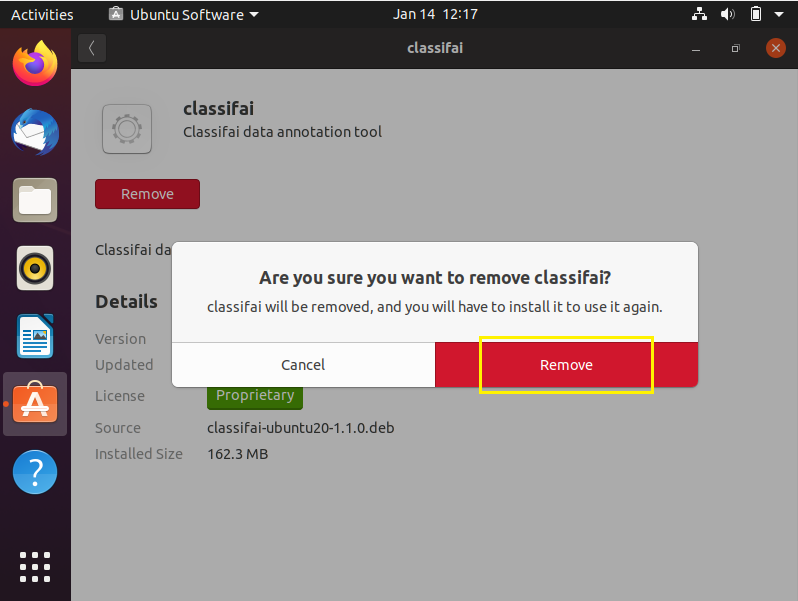 Activities
Ubuntu Software
Jan 14 12:17
classifai
classifai
Classifai data annotation tool
Remove
Classifai da
Are you sure you want to remove classifai?
classifai will be removed, and you will have to install it to use it again.
Cancel
Remove
Details
Version
Updated
License
Proprietary
Source
classifai-ubuntu20-1.1.0.deb
Installed Size
162.3 MB